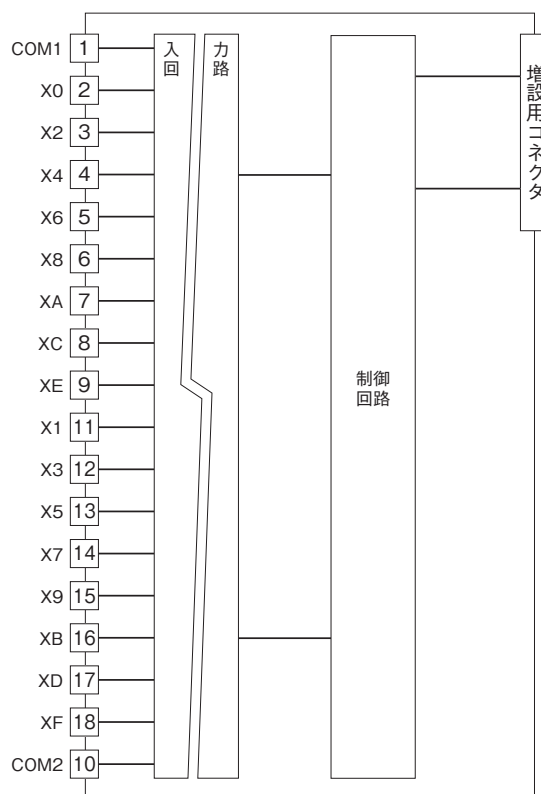 COM1 1
X0 2
X2 3
X4 4
X6 5
X8 6
XA 7
XC 8
XE 9
X1 11
X3 12
X5 13
X7 14
X9 15
XB 16
XD 17
XF 18
COM2 10
入力
回路
制御
回路
増設用コネクタ